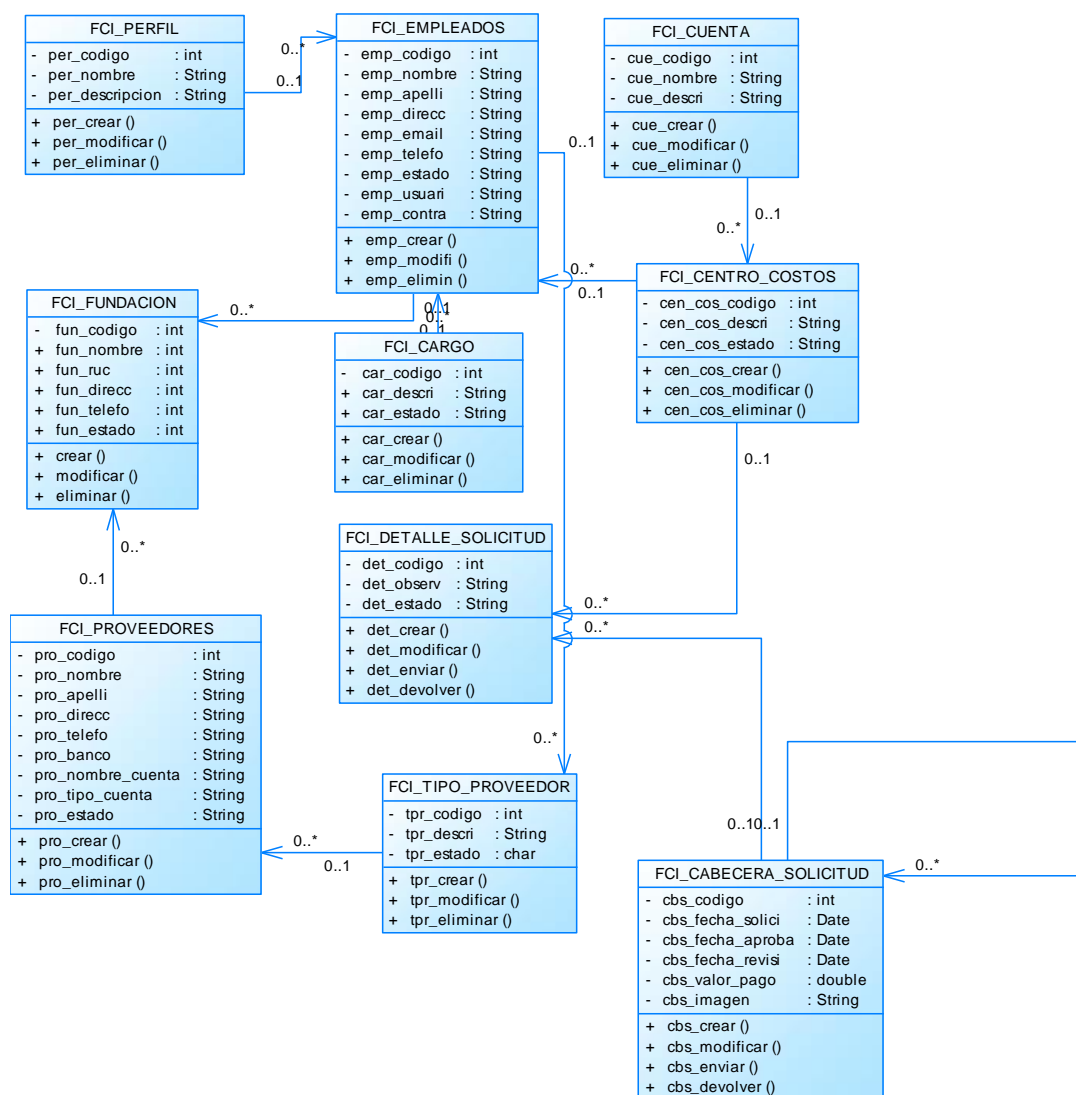 FCI_PERFIL
- per_codigo : int
- per_nombre : String
- per_descripcion : String
+ per_crear ()
+ per_modificar ()
+ per_eliminar ()
0..*
0..1
FCI_EMPLEADOS
- emp_codigo : int
- emp_nombre : String
- emp_apelli : String
- emp_direcc : String
- emp_email : String
- emp_telefo : String
- emp_estado : String
- emp_usuari : String
- emp_contra : String
+ emp_crear ()
+ emp_modifi ()
+ emp_elimin ()
0..1
FCI_CUENTA
- cue_codigo : int
- cue_nombre : String
- cue_descri : String
+ cue_crear ()
+ cue_modificar ()
+ cue_eliminar ()
0..1
0..*
FCI_CENTRO_COSTOS
- cen_cos_codigo : int
- cen_cos_descri : String
- cen_cos_estado : String
+ cen_cos_crear ()
+ cen_cos_modificar ()
+ cen_cos_eliminar ()
0..*
0..1
0..1
FCI_FUNDACION
- fun_codigo : int
+ fun_nombre : int
+ fun_ruc : int
+ fun_direcc : int
+ fun_telefo : int
+ fun_estado : int
+ crear ()
+ modificar ()
+ eliminar ()
0..*
0..1
0..*
0..1
FCI_CARGO
- car_codigo : int
+ car_descri : String
+ car_estado : String
+ car_crear ()
+ car_modificar ()
+ car_eliminar ()
FCI_DETALLE_SOLICITUD
- det_codigo : int
- det_observ : String
- det_estado : String
+ det_crear ()
+ det_modificar ()
+ det_enviar ()
+ det_devolver ()
0..*
0..*
0..*
0..1
FCI_PROVEEDORES
- pro_codigo : int
- pro_nombre : String
- pro_apelli : String
- pro_direcc : String
- pro_telefo : String
- pro_banco : String
- pro_nombre_cuenta : String
- pro_tipo_cuenta : String
- pro_estado : String
+ pro_crear ()
+ pro_modificar ()
+ pro_eliminar ()
0..*
0..1
0..*
FCI_TIPO_PROVEEDOR
- tpr_codigo : int
- tpr_descri : String
- tpr_estado : char
+ tpr_crear ()
+ tpr_modificar ()
+ tpr_eliminar ()
0..1
0..1
0..*
FCI_CABECERA_SOLICITUD
- cbs_codigo : int
- cbs_fecha_solici : Date
- cbs_fecha_aproba : Date
- cbs_fecha_revisi : Date
- cbs_valor_pago : double
- cbs_imagen : String
+ cbs_crear ()
+ cbs_modificar ()
+ cbs_enviar ()
+ cbs_devolver ()